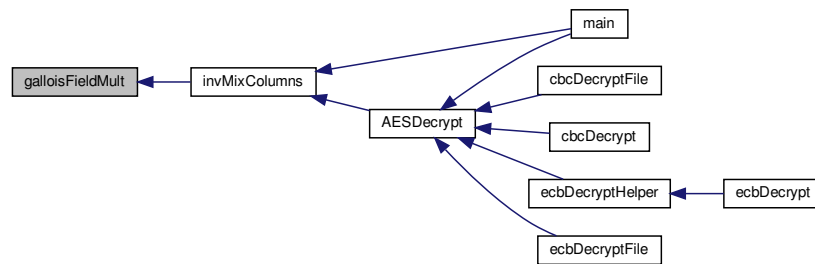 main
galloisFieldMult
invMixColumns
cbcDecryptFile
AESDecrypt
cbcDecrypt
ecbDecryptHelper
ecbDecrypt
ecbDecryptFile